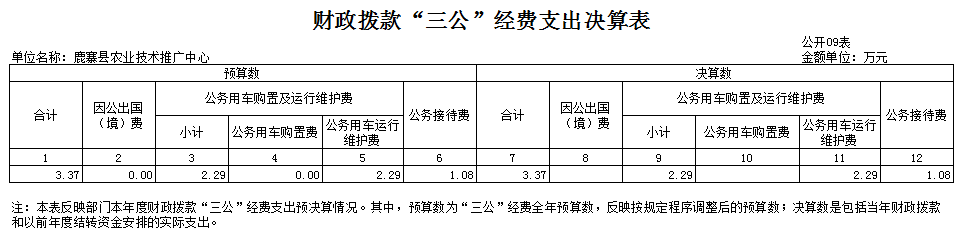 财政拨款“三公”经费支出决算表
公开09表
单位名称：鹿寨县农业技术推广中心 金额单位：万元
预算数 决算数
合计 因公出国（境）费 公务用车购置及运行维护费 公务接待费 合计 因公出国（境）费 公务用车购置及运行维护费 公务接待费
小计 公务用车购置费 公务用车运行维护费 小计 公务用车购置费 公务用车运行维护费
1 2 3 4 5 6 7 8 9 10 11 12
3.37 0.00 2.29 0.00 2.29 1.08 3.37 2.29 2.29 1.08
注：本表反映部门本年度财政拨款“三公”经费支出预决算情况。其中，预算数为“三公”经费全年预算数，反映按规定程序调整后的预算数；决算数是包括当年财政拨款
和以前年度结转资金安排的实际支出。